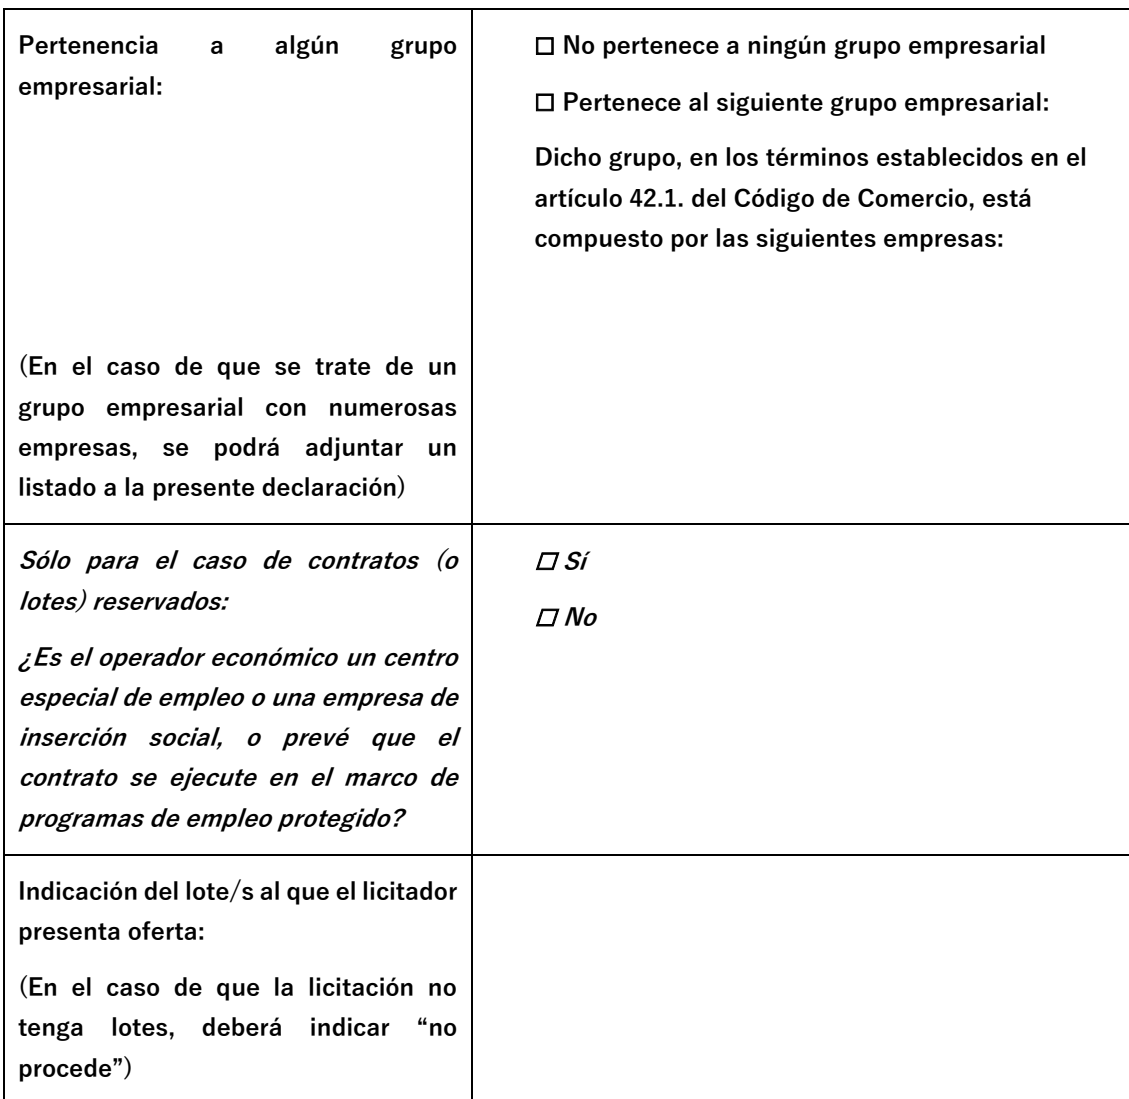 Pertenencia a algún grupo
empresarial:
(En el caso de que se trate de un
grupo empresarial con numerosas
empresas, se podrá adjuntar un
listado a la presente declaración)
☐ No pertenece a ningún grupo empresarial
☐ Pertenece al siguiente grupo empresarial:
Dicho grupo, en los términos establecidos en el
artículo 42.1. del Código de Comercio, está
compuesto por las siguientes empresas:
Sólo para el caso de contratos (o
lotes) reservados:
¿Es el operador económico un centro
especial de empleo o una empresa de
inserción social, o prevé que el
contrato se ejecute en el marco de
programas de empleo protegido?
☐ Sí
☐ No
Indicación del lote/s al que el licitador
presenta oferta:
(En el caso de que la licitación no
tenga lotes, deberá indicar “no
procede”)